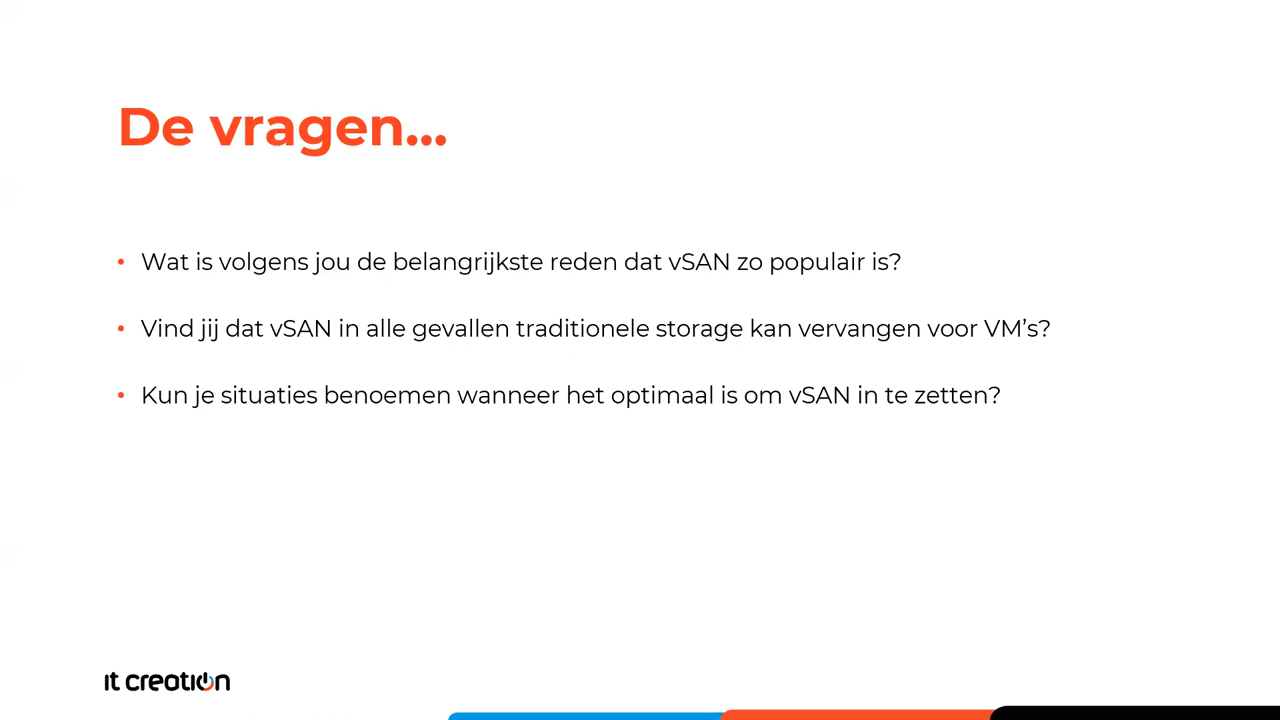 De vragen...
• Wat is volgens jou de belangrijkste reden dat vSAN zo populair is?
• Vind jij dat vSAN in alle gevallen traditionele storage kan vervangen voor VM’s?
• Kun je situaties benoemen wanneer het optimaal is om vSAN in te zetten?
it creation